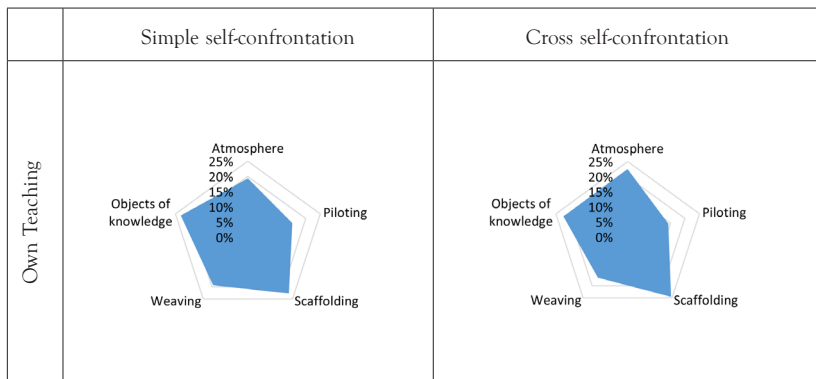 Simple self-confrontation
Cross self-confrontation
Own Teaching
Atmosphere
25%
20%
15%
10%
5%
0%
Piloting
Scaffolding
Weaving
Objects of
knowledge
Atmosphere
25%
20%
15%
10%
5%
0%
Piloting
Scaffolding
Weaving
Objects of
knowledge